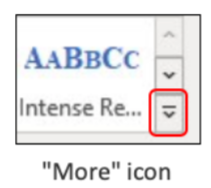 AABBCC
Intense Re...
"More" icon